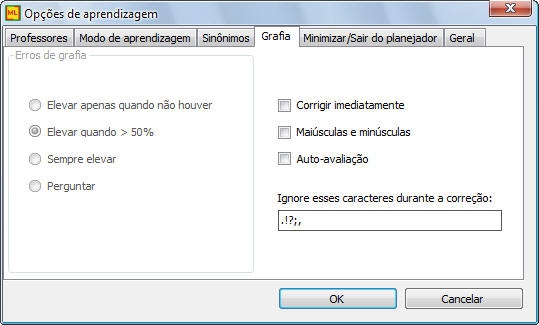 ML Opções de aprendizagem
Professores Modo de aprendizagem Sinônimos Grafia Minimizar/Sair do planejador Geral
Erros de grafia
Elevar apenas quando não houver
Elevar quando > 50%
Sempre elevar
Perguntar
Corrigir imediatamente
Maiúsculas e minúsculas
Auto-avaliação
Ignore esses caracteres durante a correção:
.!?;,
OK Cancelar